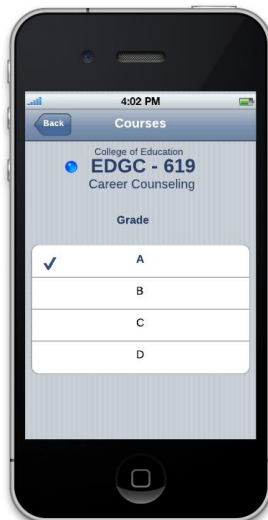 4:02 PM
Back
Courses
College of Education
EDGC - 619
Career Counseling
Grade
A
B
C
D